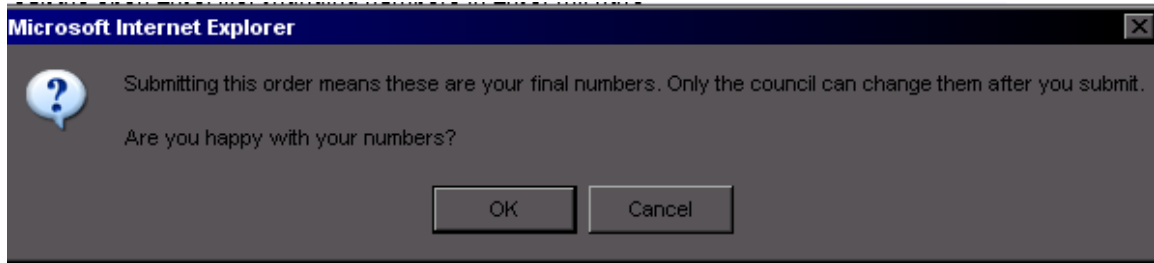 Microsoft Internet Explorer
Submitting this order means these are your final numbers. Only the council can change them after you submit.
Are you happy with your numbers?
OK
Cancel